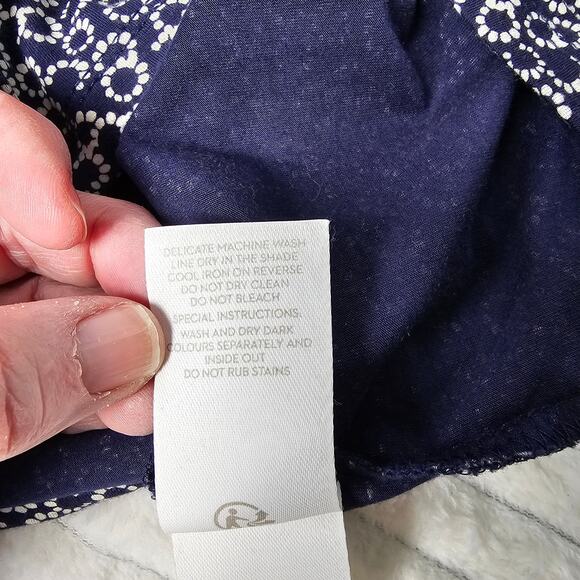 DELICATE MACHINE WASH
LINE DRY IN THE SHADE
COOL IRON ON REVERSE
DO NOT DRY CLEAN
DO NOT BLEACH
SPECIAL INSTRUCTIONS:
WASH AND DRY DARK
COLOURS SEPARATELY AND
INSIDE OUT
DO NOT RUB STAINS